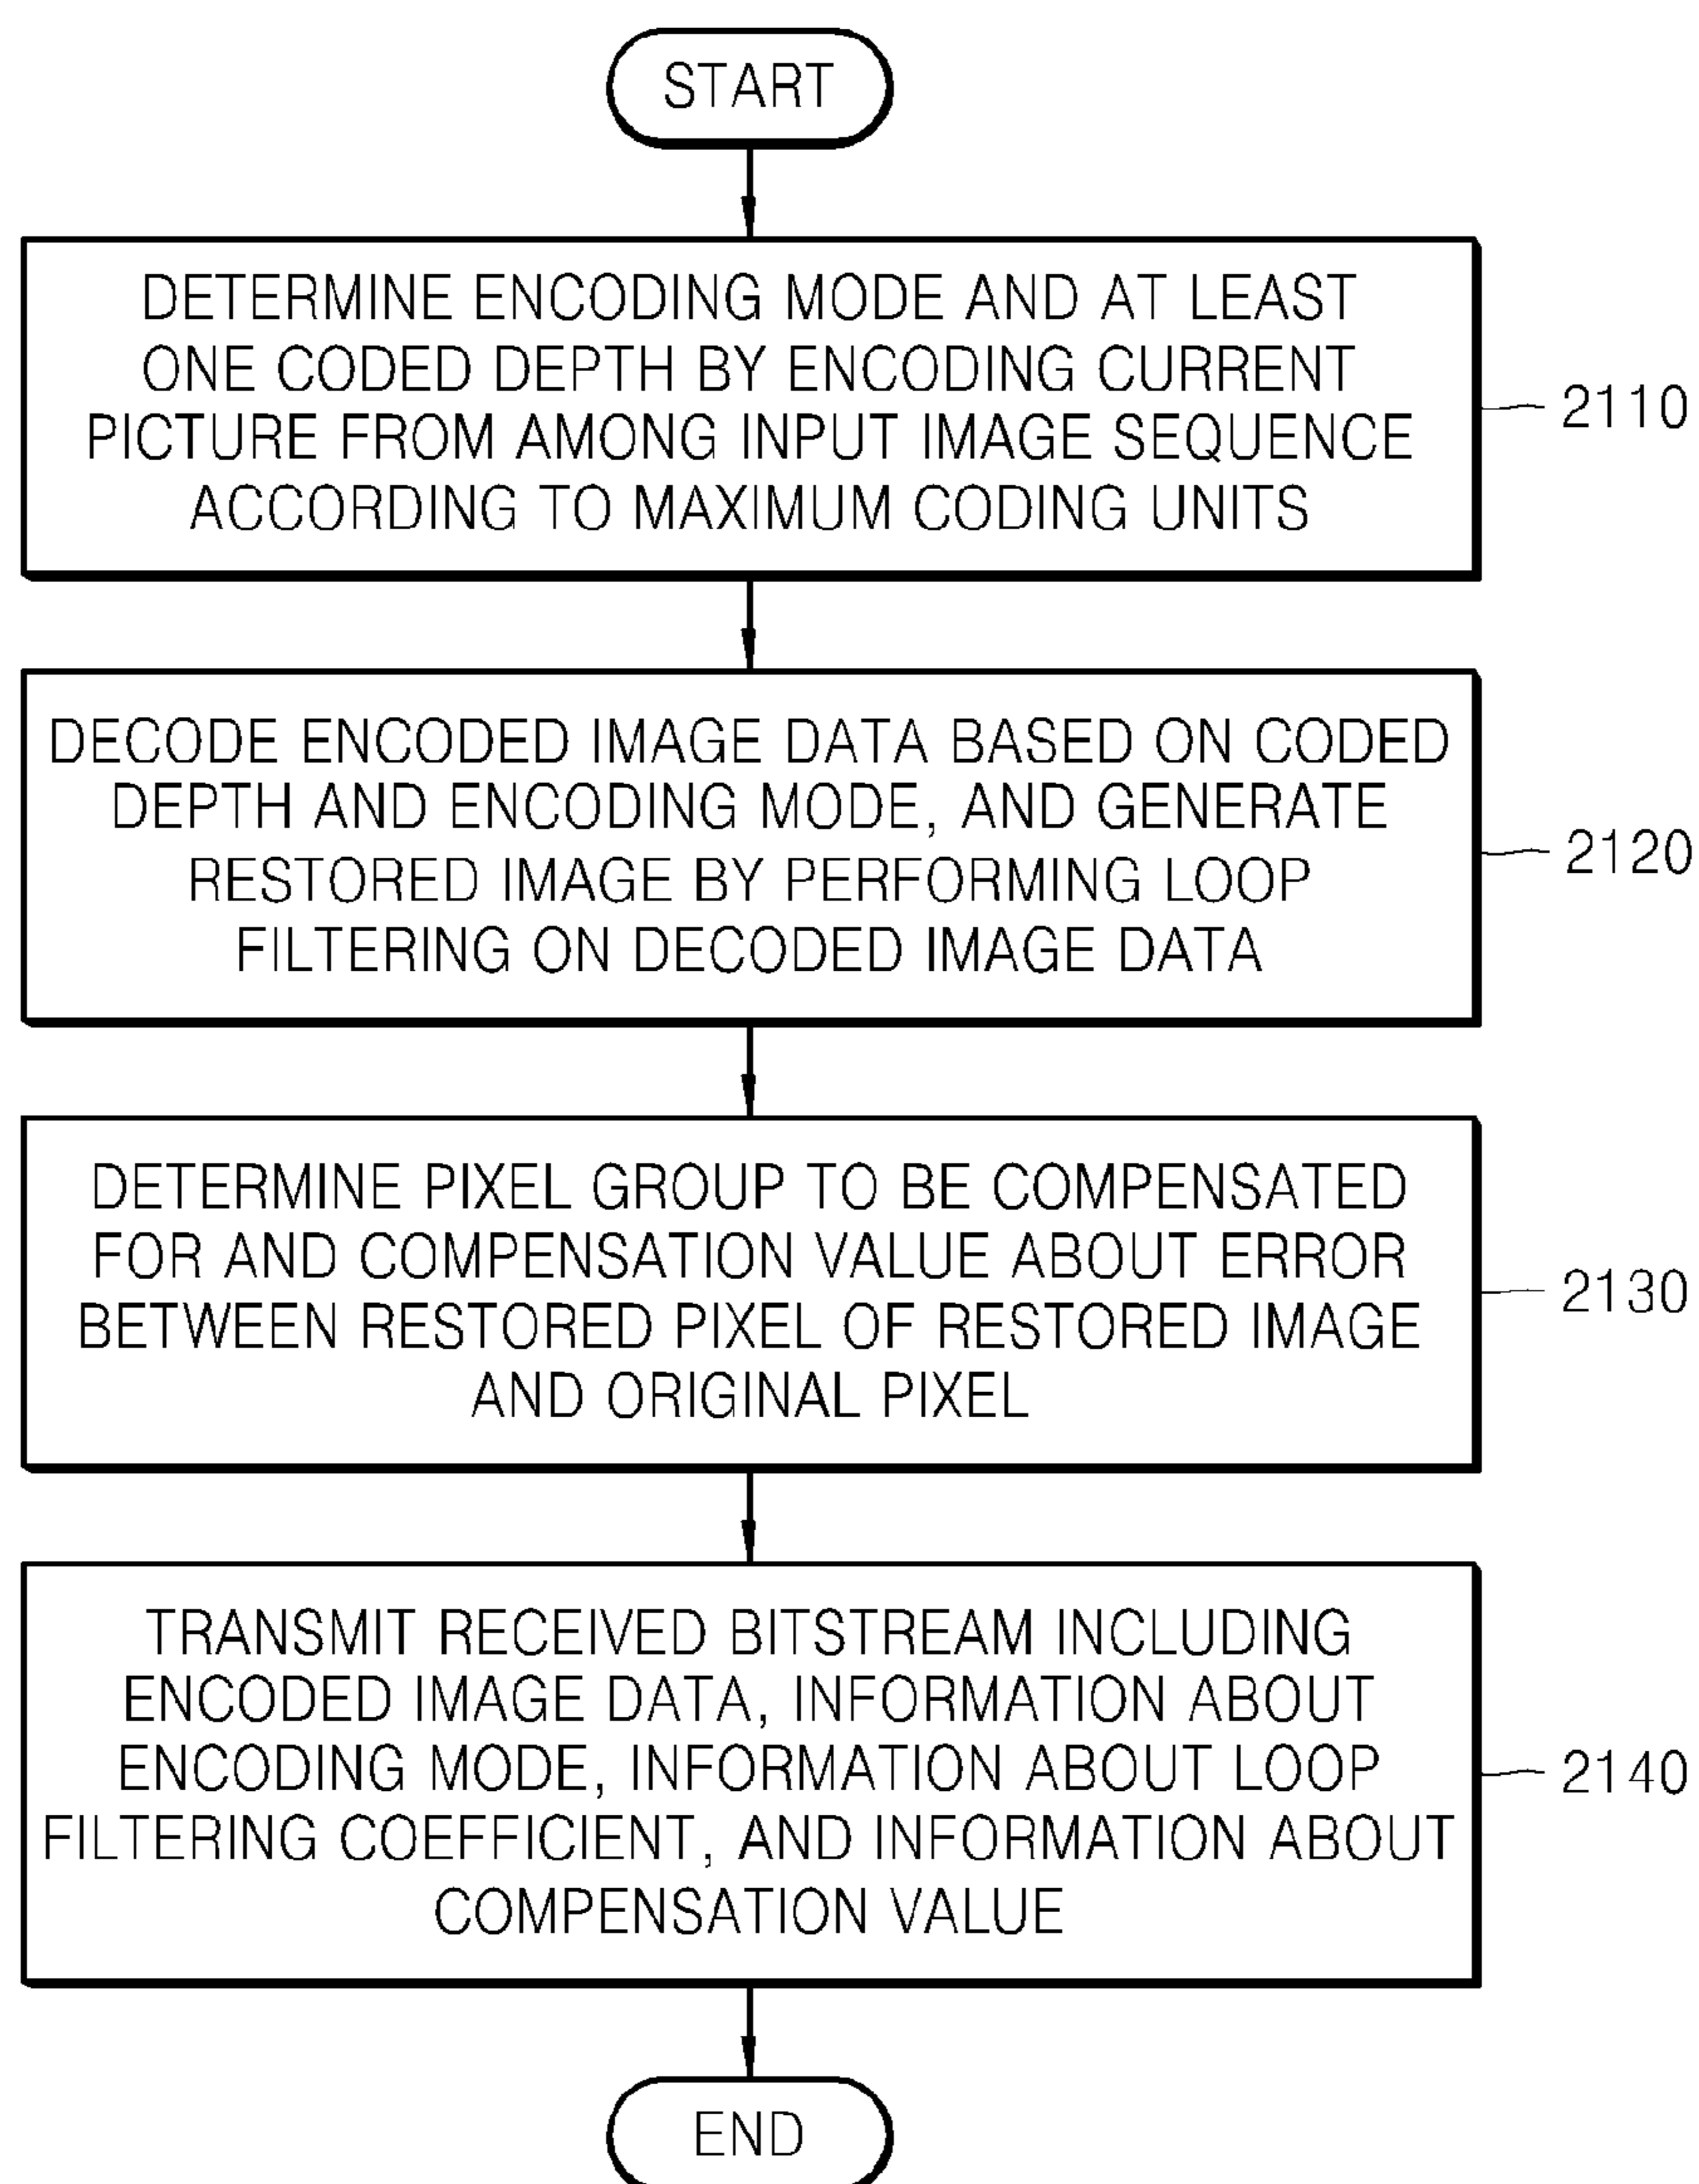 START
DETERMINE ENCODING MODE AND AT LEAST
ONE CODED DEPTH BY ENCODING CURRENT
PICTURE FROM AMONG INPUT IMAGE SEQUENCE
ACCORDING TO MAXIMUM CODING UNITS
2110
DECODE ENCODED IMAGE DATA BASED ON CODED
DEPTH AND ENCODING MODE, AND GENERATE
RESTORED IMAGE BY PERFORMING LOOP
FILTERING ON DECODED IMAGE DATA
2120
DETERMINE PIXEL GROUP TO BE COMPENSATED
FOR AND COMPENSATION VALUE ABOUT ERROR
BETWEEN RESTORED PIXEL OF RESTORED IMAGE
AND ORIGINAL PIXEL
2130
TRANSMIT RECEIVED BITSTREAM INCLUDING
ENCODED IMAGE DATA, INFORMATION ABOUT
ENCODING MODE, INFORMATION ABOUT LOOP
FILTERING COEFFICIENT, AND INFORMATION ABOUT
COMPENSATION VALUE
2140
END